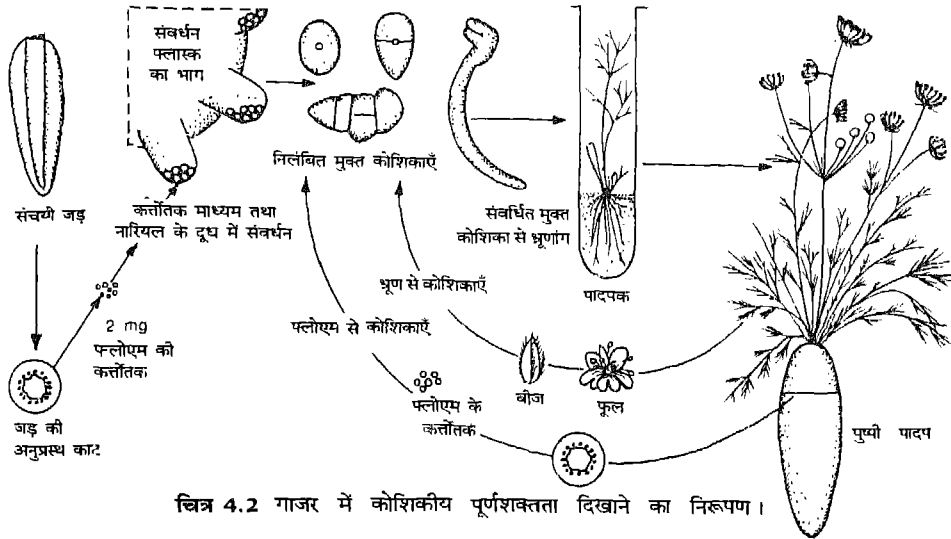 संवर्धन
फ्लास्क
का भाग
निलंबित मुक्त कोशिकाएँ
संचयी जड़
कर्त्तोतक माध्यम तथा
नारियल के दूध में संवर्धन
संवर्धित मुक्त
कोशिका से भ्रूणांग
पादपक
भ्रूण से कोशिकाएँ
फ्लोएम से कोशिकाएँ
2 mg
फ्लोएम की
कर्त्तोतक
बीज
फूल
फ्लोएम के
कर्त्तोतक
जड़ की
अनुप्रस्थ काट
पुष्पी पादप
चित्र 4.2 गाजर में कोशिकीय पूर्णशक्तता दिखाने का निरूपण।